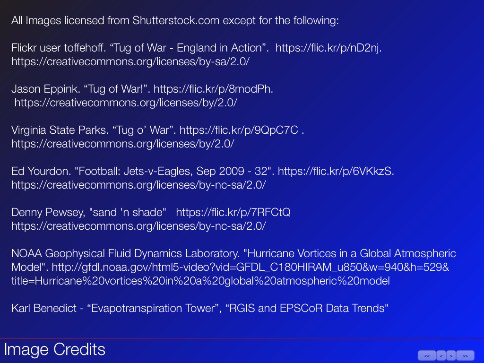 All Images licensed from Shutterstock.com except for the following:
Flickr user toffehoff. “Tug of War - England in Action”. https://flic.kr/p/nD2nj.
https://creativecommons.org/licenses/by-sa/2.0/
Jason Eppink. “Tug of War!”. https://flic.kr/p/8modPh.
https://creativecommons.org/licenses/by/2.0/
Virginia State Parks. “Tug o` War”. https://flic.kr/p/9QpC7C .
https://creativecommons.org/licenses/by/2.0/
Ed Yourdon. "Football: Jets-v-Eagles, Sep 2009 - 32". https://flic.kr/p/6VKkzS.
https://creativecommons.org/licenses/by-nc-sa/2.0/
Denny Pewsey, "sand 'n shade" https://flic.kr/p/7RFCtQ
https://creativecommons.org/licenses/by-nc-sa/2.0/
NOAA Geophysical Fluid Dynamics Laboratory. "Hurricane Vortices in a Global Atmospheric
Model". http://gfdl.noaa.gov/html5-video?vid=GFDL_C180HIRAM_u850&w=940&h=529&
title=Hurricane%20vortices%20in%20a%20global%20atmospheric%20model
Karl Benedict - “Evapotranspiration Tower”, “RGIS and EPSCoR Data Trends”
Image Credits